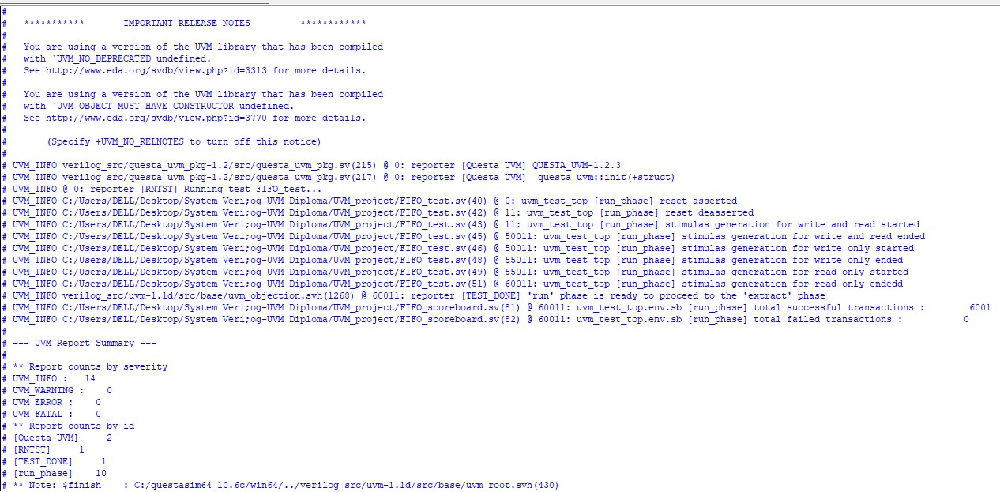 #
#   ***********       IMPORTANT RELEASE NOTES         ************
#
#   You are using a version of the UVM library that has been compiled
#   with `UVM_NO_DEPRECATED undefined.
#   See http://www.eda.org/svdb/view.php?id=3313 for more details.
#
#   You are using a version of the UVM library that has been compiled
#   with `UVM_OBJECT_MUST_HAVE_CONSTRUCTOR undefined.
#   See http://www.eda.org/svdb/view.php?id=3770 for more details.
#
#       (Specify +UVM_NO_RELNOTES to turn off this notice)
#
# UVM_INFO verilog_src/questa_uvm_pkg-1.2/src/questa_uvm_pkg.sv(215) @ 0: reporter [Questa UVM] QUESTA_UVM-1.2.3
# UVM_INFO verilog_src/questa_uvm_pkg-1.2/src/questa_uvm_pkg.sv(217) @ 0: reporter [Questa UVM]  questa_uvm::init(+struct)
# UVM_INFO @ 0: reporter [RNTST] Running test FIFO_test...
# UVM_INFO C:/Users/DELL/Desktop/System Veri;og-UVM Diploma/UVM_project/FIFO_test.sv(40) @ 0: uvm_test_top [run_phase] reset asserted
# UVM_INFO C:/Users/DELL/Desktop/System Veri;og-UVM Diploma/UVM_project/FIFO_test.sv(42) @ 11: uvm_test_top [run_phase] reset deasserted
# UVM_INFO C:/Users/DELL/Desktop/System Veri;og-UVM Diploma/UVM_project/FIFO_test.sv(43) @ 11: uvm_test_top [run_phase] stimulas generation for write and read started
# UVM_INFO C:/Users/DELL/Desktop/System Veri;og-UVM Diploma/UVM_project/FIFO_test.sv(45) @ 50011: uvm_test_top [run_phase] stimulas generation for write and read ended
# UVM_INFO C:/Users/DELL/Desktop/System Veri;og-UVM Diploma/UVM_project/FIFO_test.sv(46) @ 50011: uvm_test_top [run_phase] stimulas generation for write only started
# UVM_INFO C:/Users/DELL/Desktop/System Veri;og-UVM Diploma/UVM_project/FIFO_test.sv(48) @ 55011: uvm_test_top [run_phase] stimulas generation for write only ended
# UVM_INFO C:/Users/DELL/Desktop/System Veri;og-UVM Diploma/UVM_project/FIFO_test.sv(49) @ 55011: uvm_test_top [run_phase] stimulas generation for read only started
# UVM_INFO C:/Users/DELL/Desktop/System Veri;og-UVM Diploma/UVM_project/FIFO_test.sv(51) @ 60011: uvm_test_top [run_phase] stimulas generation for read only endedd
# UVM_INFO verilog_src/uvm-1.1d/src/base/uvm_objection.svh(1268) @ 60011: reporter [TEST_DONE] 'run' phase is ready to proceed to the 'extract' phase
# UVM_INFO C:/Users/DELL/Desktop/System Veri;og-UVM Diploma/UVM_project/FIFO_scoreboard.sv(81) @ 60011: uvm_test_top.env.sb [run_phase] total successful transactions :        6001
# UVM_INFO C:/Users/DELL/Desktop/System Veri;og-UVM Diploma/UVM_project/FIFO_scoreboard.sv(82) @ 60011: uvm_test_top.env.sb [run_phase] total failed transactions :           0
#
# --- UVM Report Summary ---
#
# ** Report counts by severity
# UVM_INFO :   14
# UVM_WARNING :    0
# UVM_ERROR :    0
# UVM_FATAL :    0
# ** Report counts by id
# [Questa UVM]     2
# [RNTST]     1
# [TEST_DONE]     1
# [run_phase]    10
# ** Note: $finish    : C:/questasim64_10.6c/win64/../verilog_src/uvm-1.1d/src/base/uvm_root.svh(430)